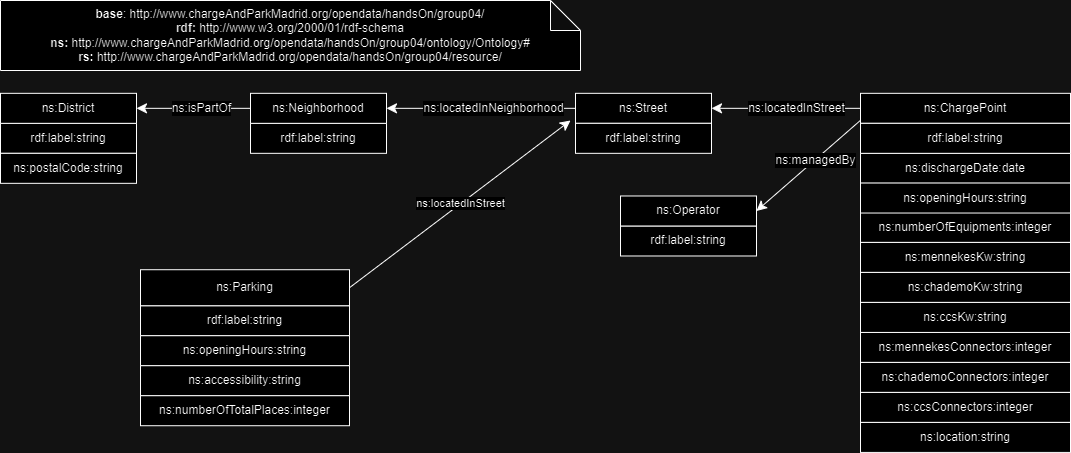 base: http://www.chargeAndParkMadrid.org/opendata/handsOn/group04/
rdf: http://www.w3.org/2000/01/rdf-schema
ns: http://www.chargeAndParkMadrid.org/opendata/handsOn/group04/ontology/Ontology#
rs: http://www.chargeAndParkMadrid.org/opendata/handsOn/group04/resource/
ns:District
rdf:label:string
ns:postalCode:string
ns:isPartOf
ns:Neighborhood
rdf:label:string
ns:locatedInNeighborhood
ns:Street
rdf:label:string
ns:locatedInStreet
ns:ChargePoint
rdf:label:string
ns:dischargeDate:date
ns:openingHours:string
ns:numberOfEquipments:integer
ns:mennekesKw:string
ns:chademoKw:string
ns:ccsKw:string
ns:mennekesConnectors:integer
ns:chademoConnectors:integer
ns:ccsConnectors:integer
ns:location:string
ns:managedBy
ns:Operator
rdf:label:string
ns:locatedInStreet
ns:Parking
rdf:label:string
ns:openingHours:string
ns:accessibility:string
ns:numberOfTotalPlaces:integer